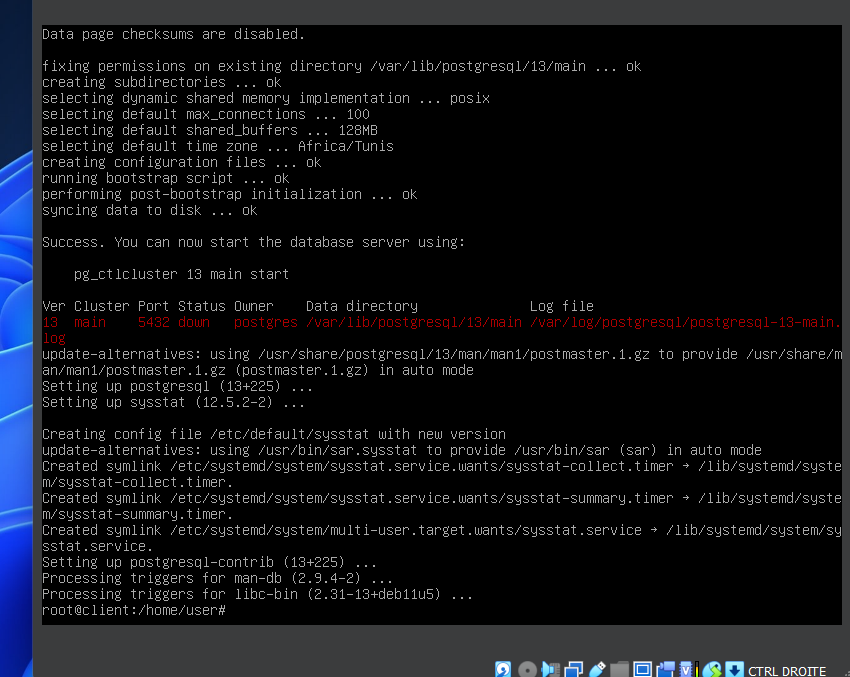 Data page checksums are disabled.
fixing permissions on existing directory /var/lib/postgresql/13/main ... ok
creating subdirectories ... ok
selecting dynamic shared memory implementation ... posix
selecting default max_connections ... 100
selecting default shared_buffers ... 128MB
selecting default time zone ... Africa/Tunis
creating configuration files ... ok
running bootstrap script ... ok
performing post-bootstrap initialization ... ok
syncing data to disk ... ok
Success. You can now start the database server using:
pg_ctlcluster 13 main start
Ver Cluster Port Status Owner    Data directory              Log file
13  main    5432 down   postgres /var/lib/postgresql/13/main /var/log/postgresql/postgresql-13-main.
log
update-alternatives: using /usr/share/postgresql/13/man/man1/postmaster.1.gz to provide /usr/share/m
an/man1/postmaster.1.gz (postmaster.1.gz) in auto mode
Setting up postgresql (13+225) ...
Setting up sysstat (12.5.2-2) ...
Creating config file /etc/default/sysstat with new version
update-alternatives: using /usr/bin/sar.sysstat to provide /usr/bin/sar (sar) in auto mode
Created symlink /etc/systemd/system/sysstat.service.wants/sysstat-collect.timer → /lib/systemd/syste
m/sysstat-collect.timer.
Created symlink /etc/systemd/system/sysstat.service.wants/sysstat-summary.timer → /lib/systemd/syste
m/sysstat-summary.timer.
Created symlink /etc/systemd/system/multi-user.target.wants/sysstat.service → /lib/systemd/system/sy
sstat.service.
Setting up postgresql-contrib (13+225) ...
Processing triggers for man-db (2.9.4-2) ...
Processing triggers for libc-bin (2.31-13+deb11u5) ...
root@client:/home/user#
CTRL DROITE